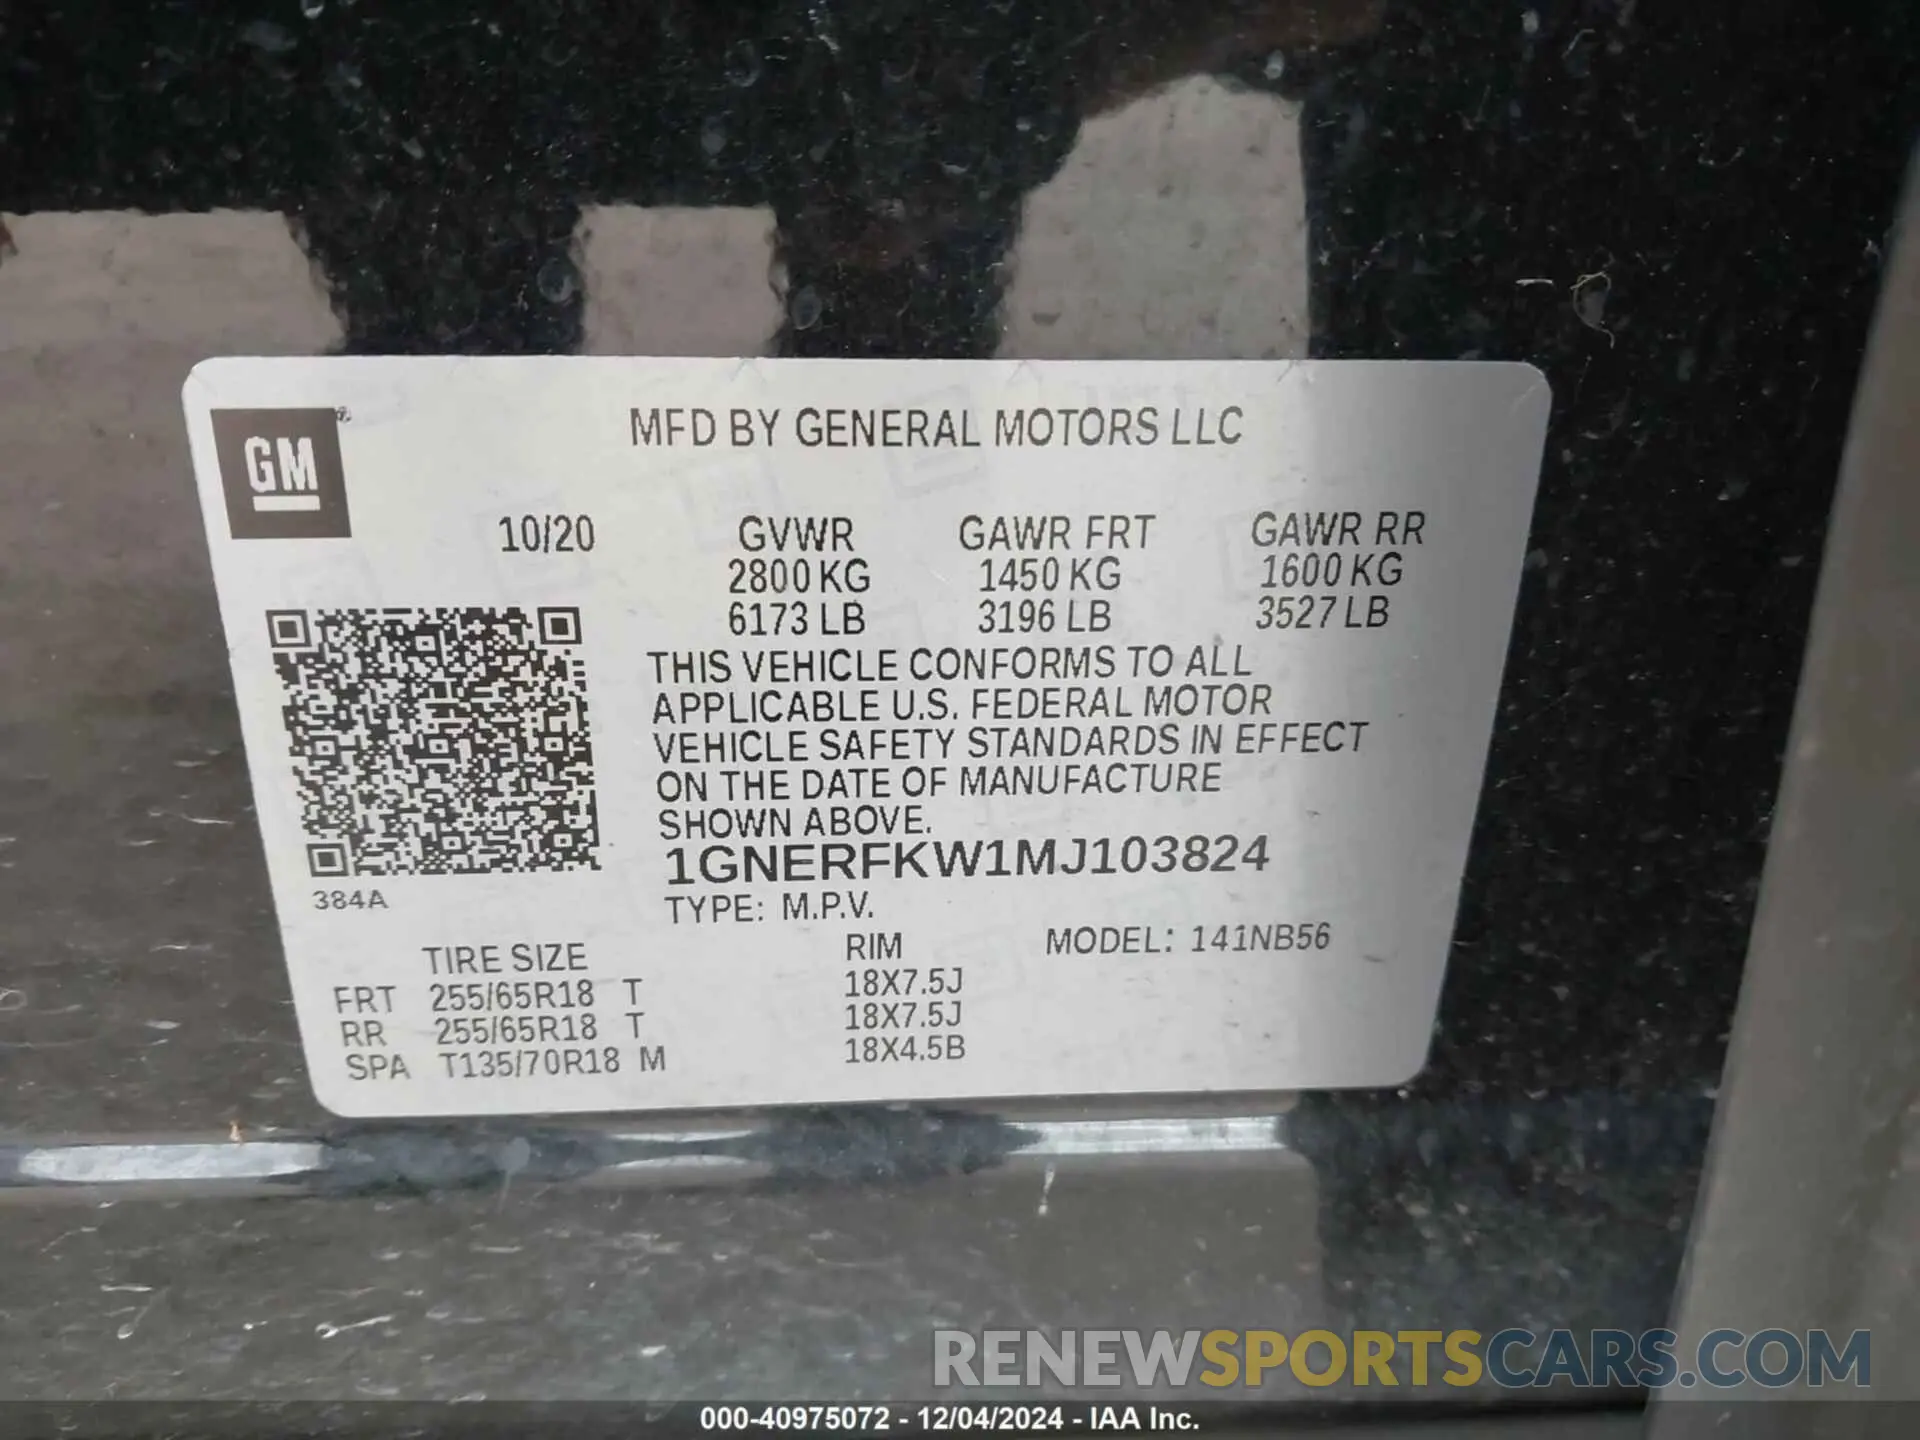 GM ®
MFD BY GENERAL MOTORS LLC
10/20 GVWR GAWR FRT GAWR RR
2800 KG 1450 KG 1600 KG
6173 LB 3196 LB 3527 LB
THIS VEHICLE CONFORMS TO ALL
APPLICABLE U.S. FEDERAL MOTOR
VEHICLE SAFETY STANDARDS IN EFFECT
ON THE DATE OF MANUFACTURE
SHOWN ABOVE.
1GNERFKW1MJ103824
384A
TYPE: M.P.V.
TIRE SIZE RIM MODEL: 141NB56
FRT 255/65R18 T 18X7.5J
RR 255/65R18 T 18X7.5J
SPA T135/70R18 M 18X4.5B
RENEWSPORTSCARS.COM
000-40975072 - 12/04/2024 - IAA Inc.